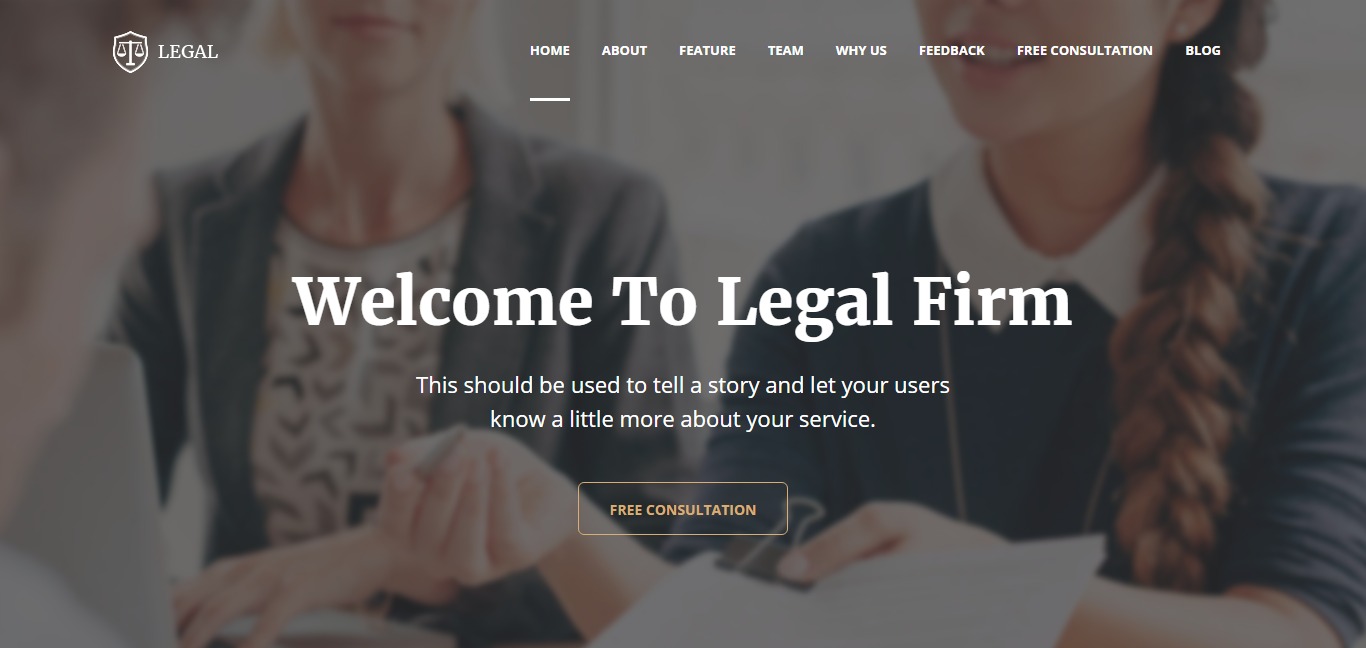 LEGAL
HOME ABOUT FEATURE TEAM WHY US FEEDBACK FREE CONSULTATION BLOG
Welcome To Legal Firm
This should be used to tell a story and let your users
know a little more about your service.
FREE CONSULTATION